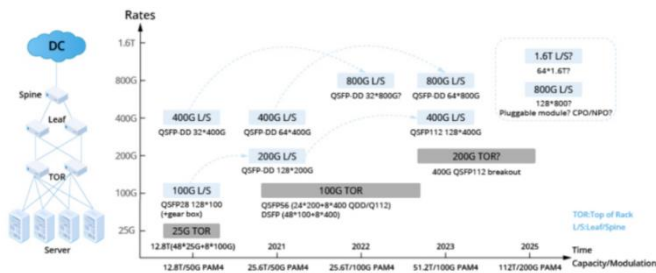 Rates
1.6T
800G
400G
200G
100G
25G
DC
Spine
Leaf
TOR
Server
800G L/S
QSFP-DD 32*800G?
800G L/S
QSFP-DD 64*800G
1.6T L/S?
64*1.6T?
800G L/S
128*800?
Pluggable module? CPO/NPO?
400G L/S
QSFP-DD 32*400G
400G L/S
QSFP-DD 64*400G
400G L/S
QSFP112 128*400G
200G L/S
QSFP-DD 128*200G
200G TOR?
400G QSFP112 breakout
100G L/S
QSFP28 128*100
(+gear box)
100G TOR
QSFP56 (24*200+8*400 QDD/Q112)
DSFP (48*100+8*400)
25G TOR
12.8T(48*25G+8*100G)
2021
2022
2023
2025
Time
12.8T/50G PAM4
25.6T/50G PAM4
25.6T/100G PAM4
51.2T/100G PAM4
112T/200G PAM4
Capacity/Modulation
TOR:Top of Rack
L/S:Leaf/Spine